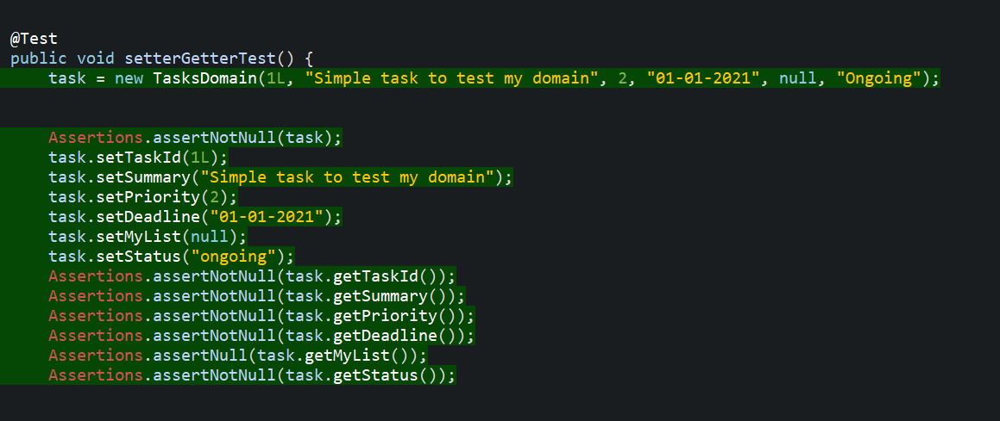 @Test
public void setterGetterTest() {
    task = new TasksDomain(1L, "Simple task to test my domain", 2, "01-01-2021", null, "Ongoing");
    Assertions.assertNotNull(task);
    task.setTaskId(1L);
    task.setSummary("Simple task to test my domain");
    task.setPriority(2);
    task.setDeadline("01-01-2021");
    task.setMyList(null);
    task.setStatus("ongoing");
    Assertions.assertNotNull(task.getTaskId());
    Assertions.assertNotNull(task.getSummary());
    Assertions.assertNotNull(task.getPriority());
    Assertions.assertNotNull(task.getDeadline());
    Assertions.assertNull(task.getMyList());
    Assertions.assertNotNull(task.getStatus());